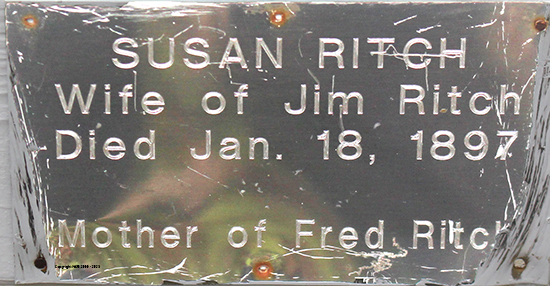 SUSAN RITCH
Wife of Jim Ritch
Died Jan. 18, 1897
Mother of Fred Ritch